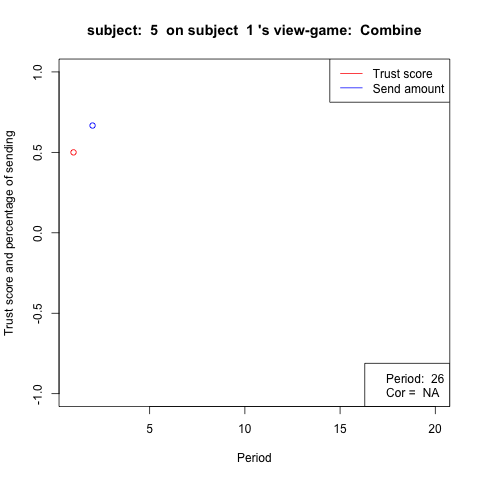 subject:  5  on subject  1 's view-game:  Combine
Trust score
Send amount
Trust score and percentage of sending
1.0
0.5
0.0
-0.5
-1.0
Period:  26
Cor =  NA
5
10
15
20
Period